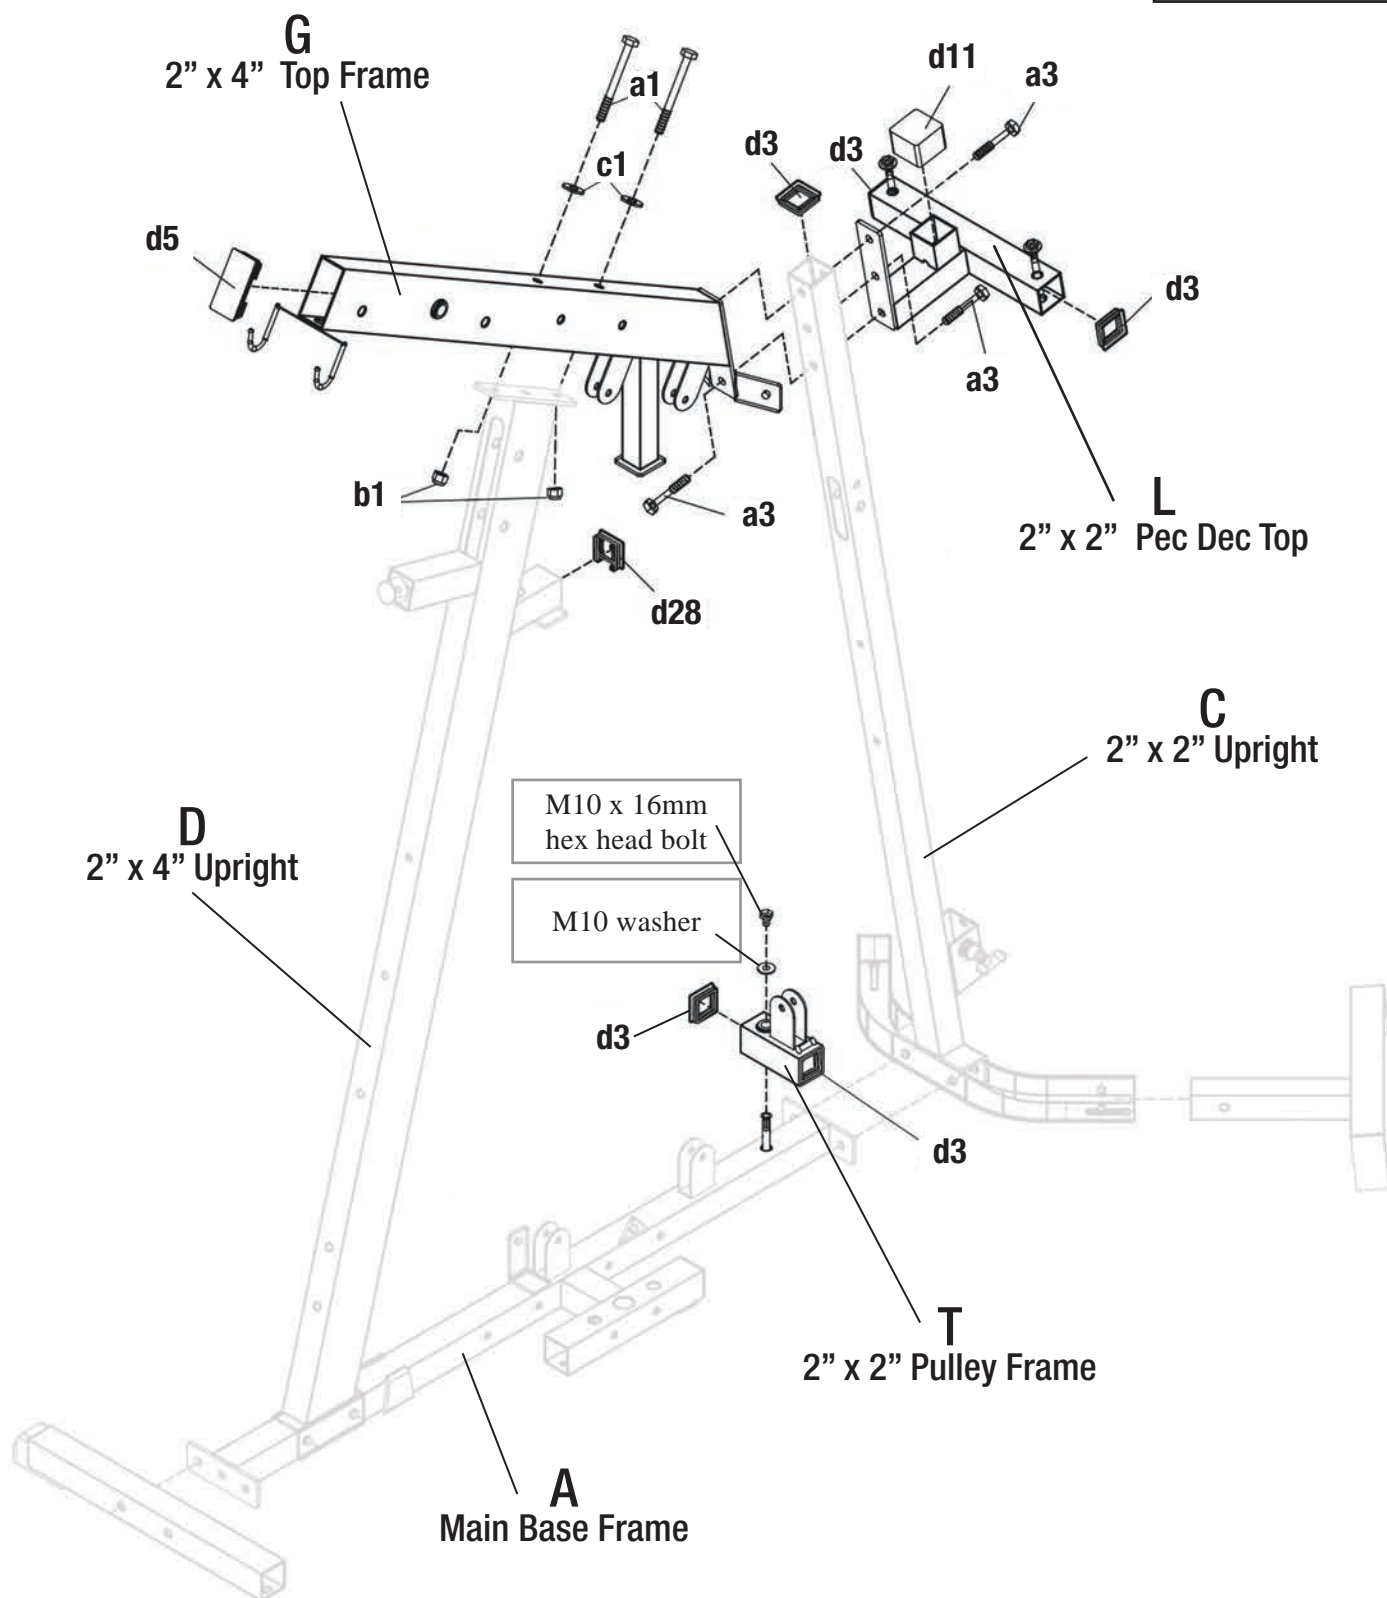 G
2” x 4” Top Frame
a1
d11
a3
d3
d3
c1
d5
d3
a3
b1
a3
L
2” x 2” Pec Dec Top
d28
C
2” x 2” Upright
M10 x 16mm
hex head bolt
D
2” x 4” Upright
M10 washer
d3
d3
T
2” x 2” Pulley Frame
A
Main Base Frame